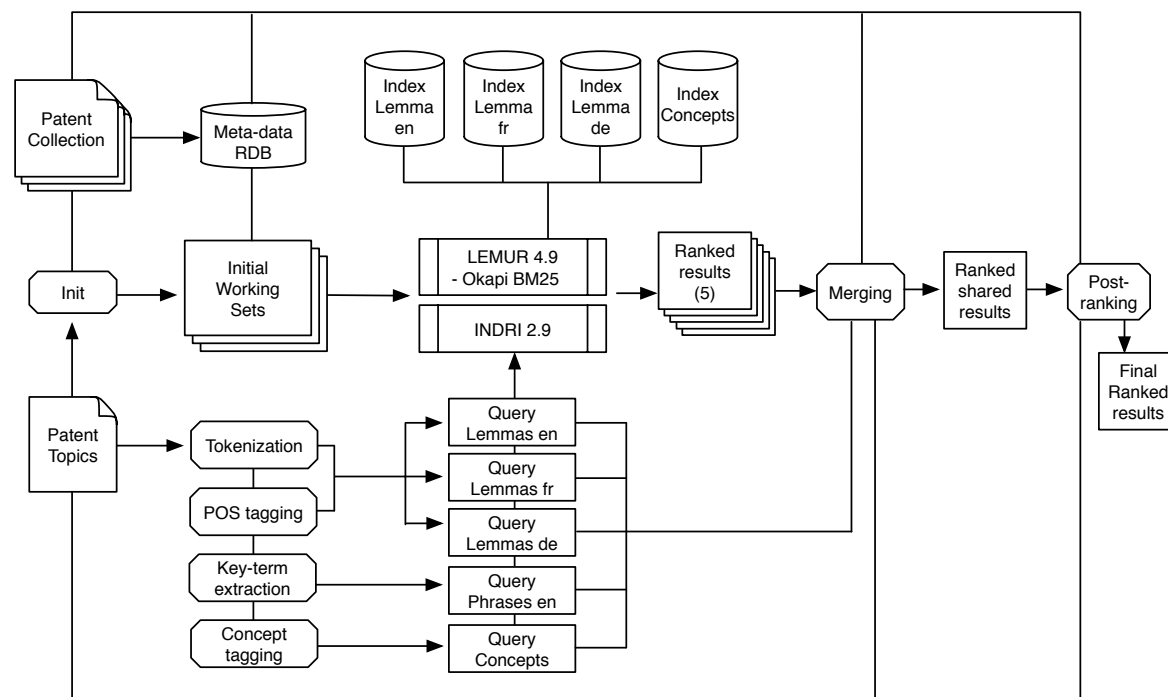 Patent
Collection
Meta-data
RDB
Index
Lemma
en
Index
Lemma
fr
Index
Lemma
de
Index
Concepts
Init
Initial
Working
Sets
LEMUR 4.9
- Okapi BM25
INDRI 2.9
Ranked
results
(5)
Merging
Ranked
shared
results
Post-
ranking
Final
Ranked
results
Patent
Topics
Tokenization
POS tagging
Key-term
extraction
Concept
tagging
Query
Lemmas en
Query
Lemmas fr
Query
Lemmas de
Query
Phrases en
Query
Concepts